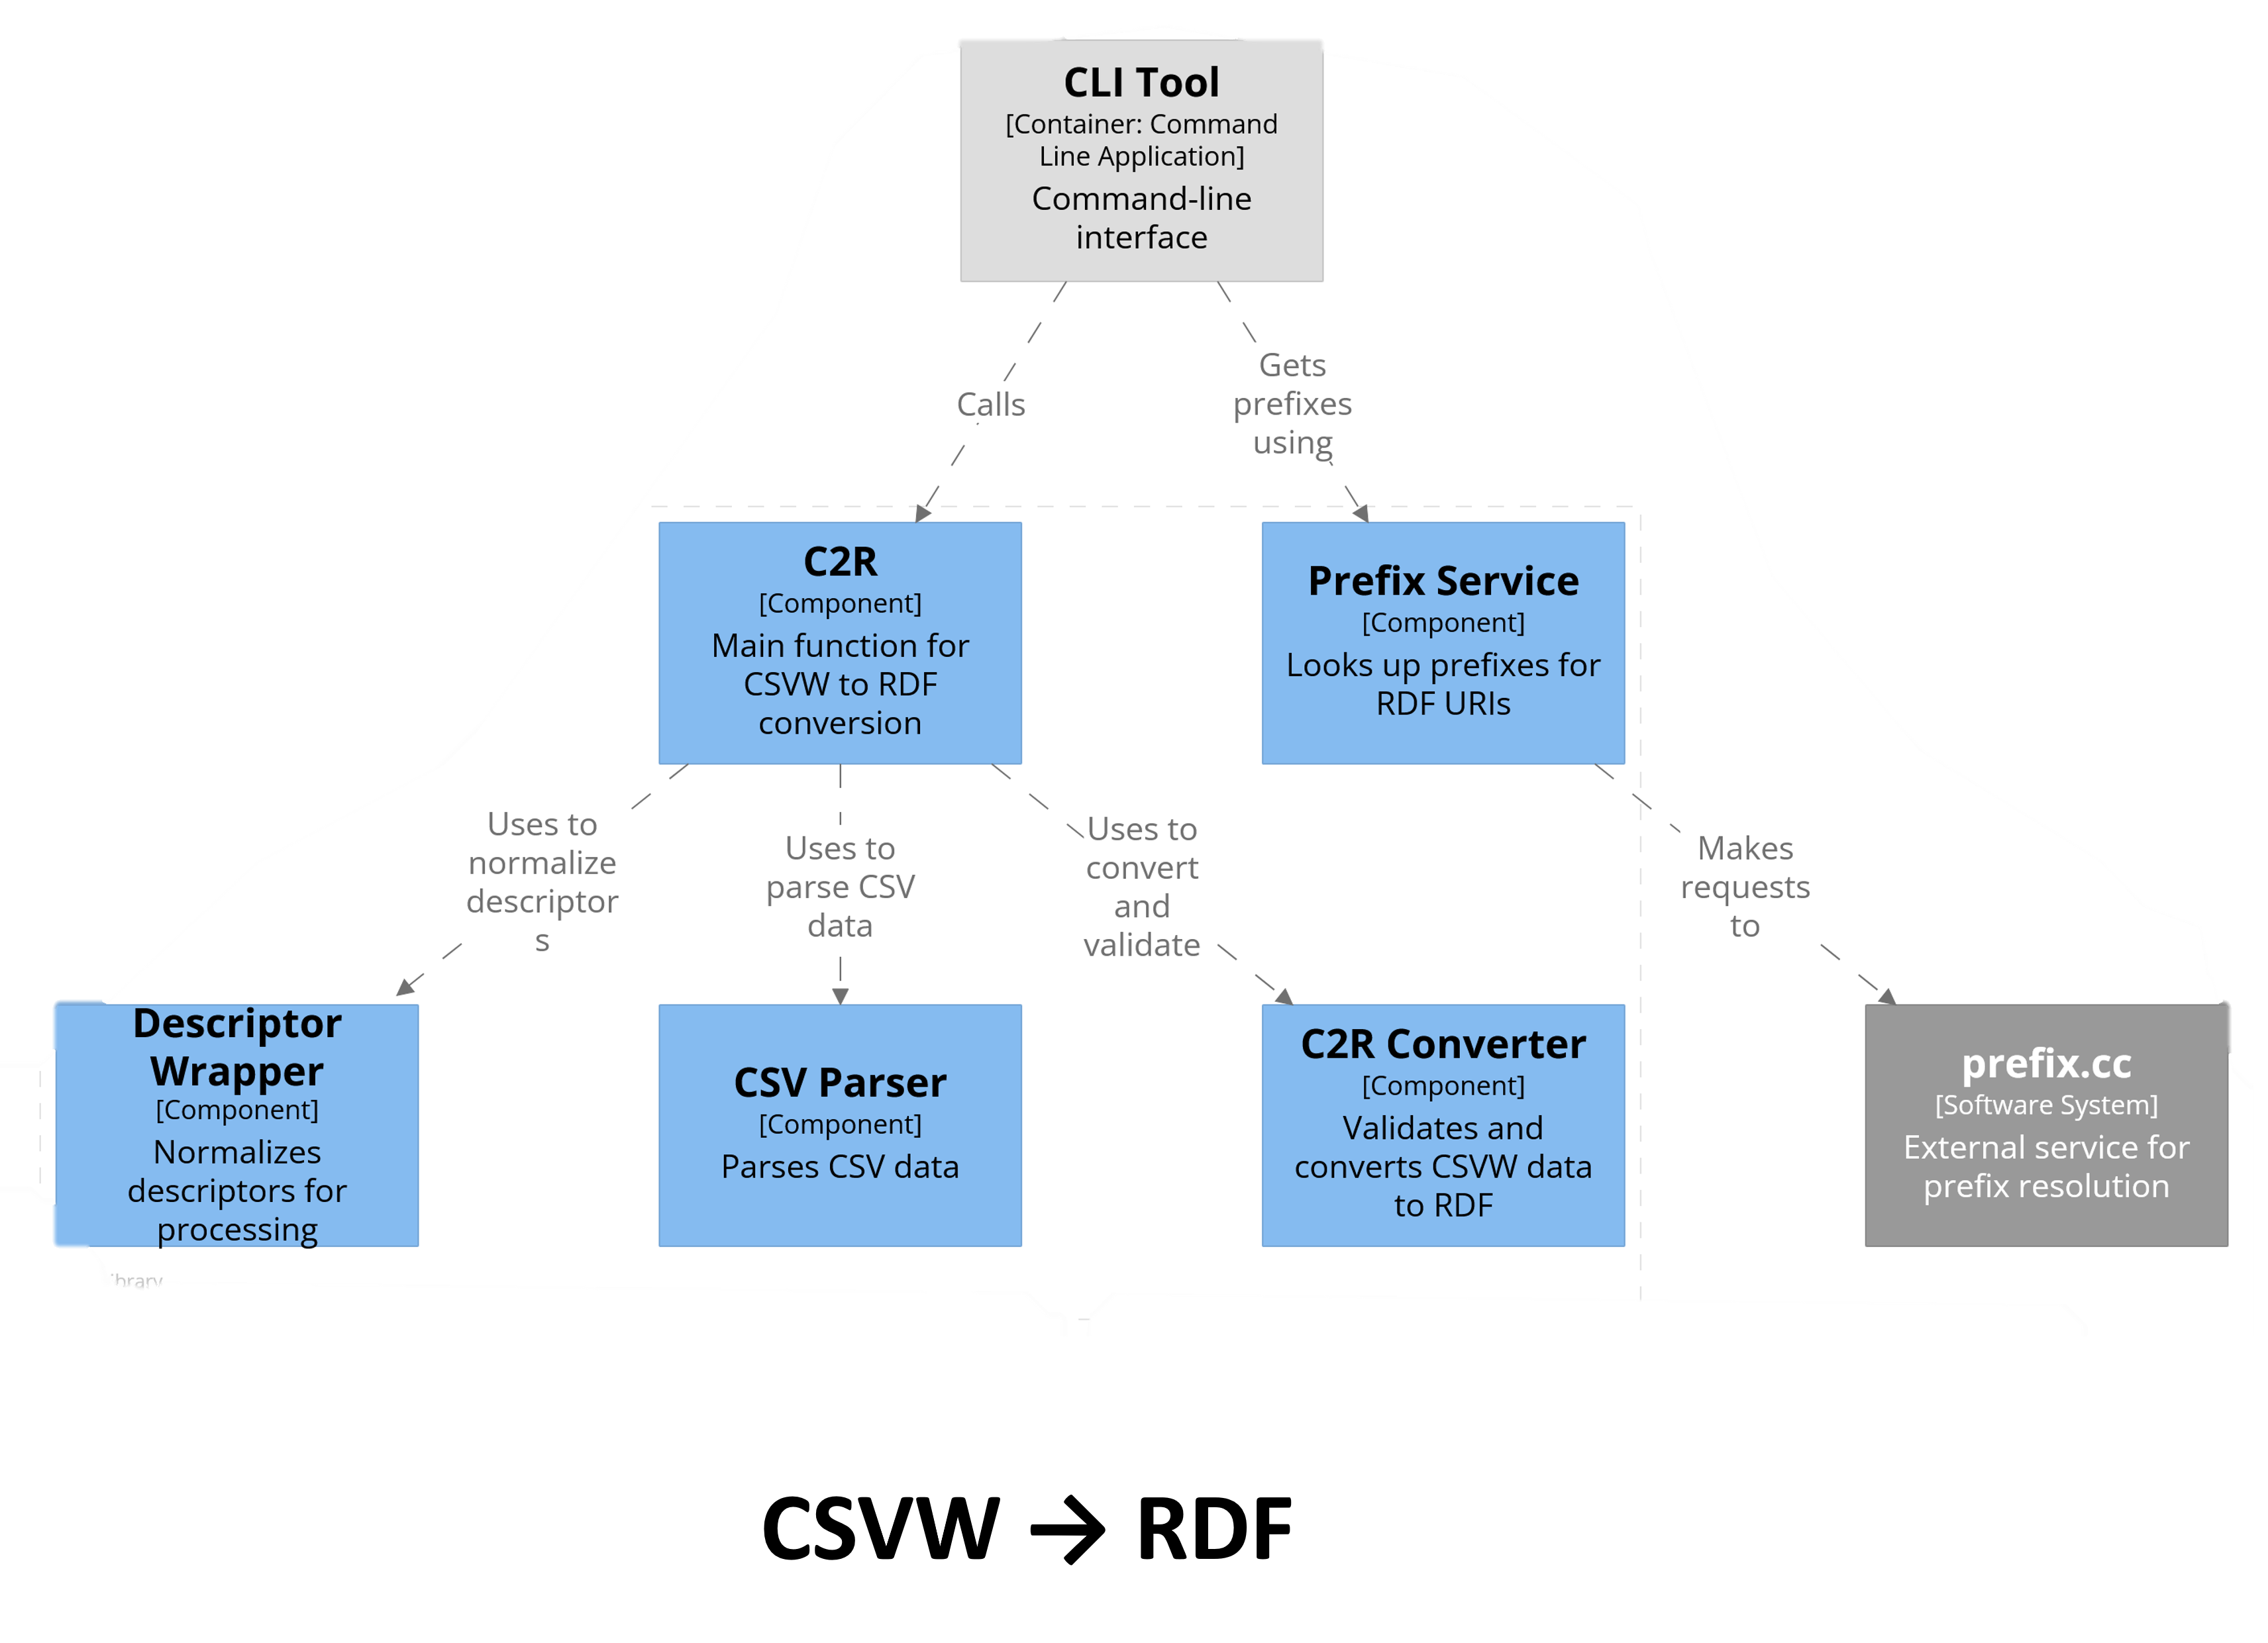 CLI Tool
[Container: Command
Line Application]
Command-line
interface
Calls
Gets
prefixes
using
C2R
[Component]
Main function for
CSVW to RDF
conversion
Prefix Service
[Component]
Looks up prefixes for
RDF URIs
Uses to
normalize
descriptor
s
Uses to
parse CSV
data
Uses to
convert
and
validate
Makes
requests
to
Descriptor
Wrapper
[Component]
Normalizes
descriptors for
processing
CSV Parser
[Component]
Parses CSV data
C2R Converter
[Component]
Validates and
converts CSVW data
to RDF
prefix.cc
[Software System]
External service for
prefix resolution
CSVW → RDF